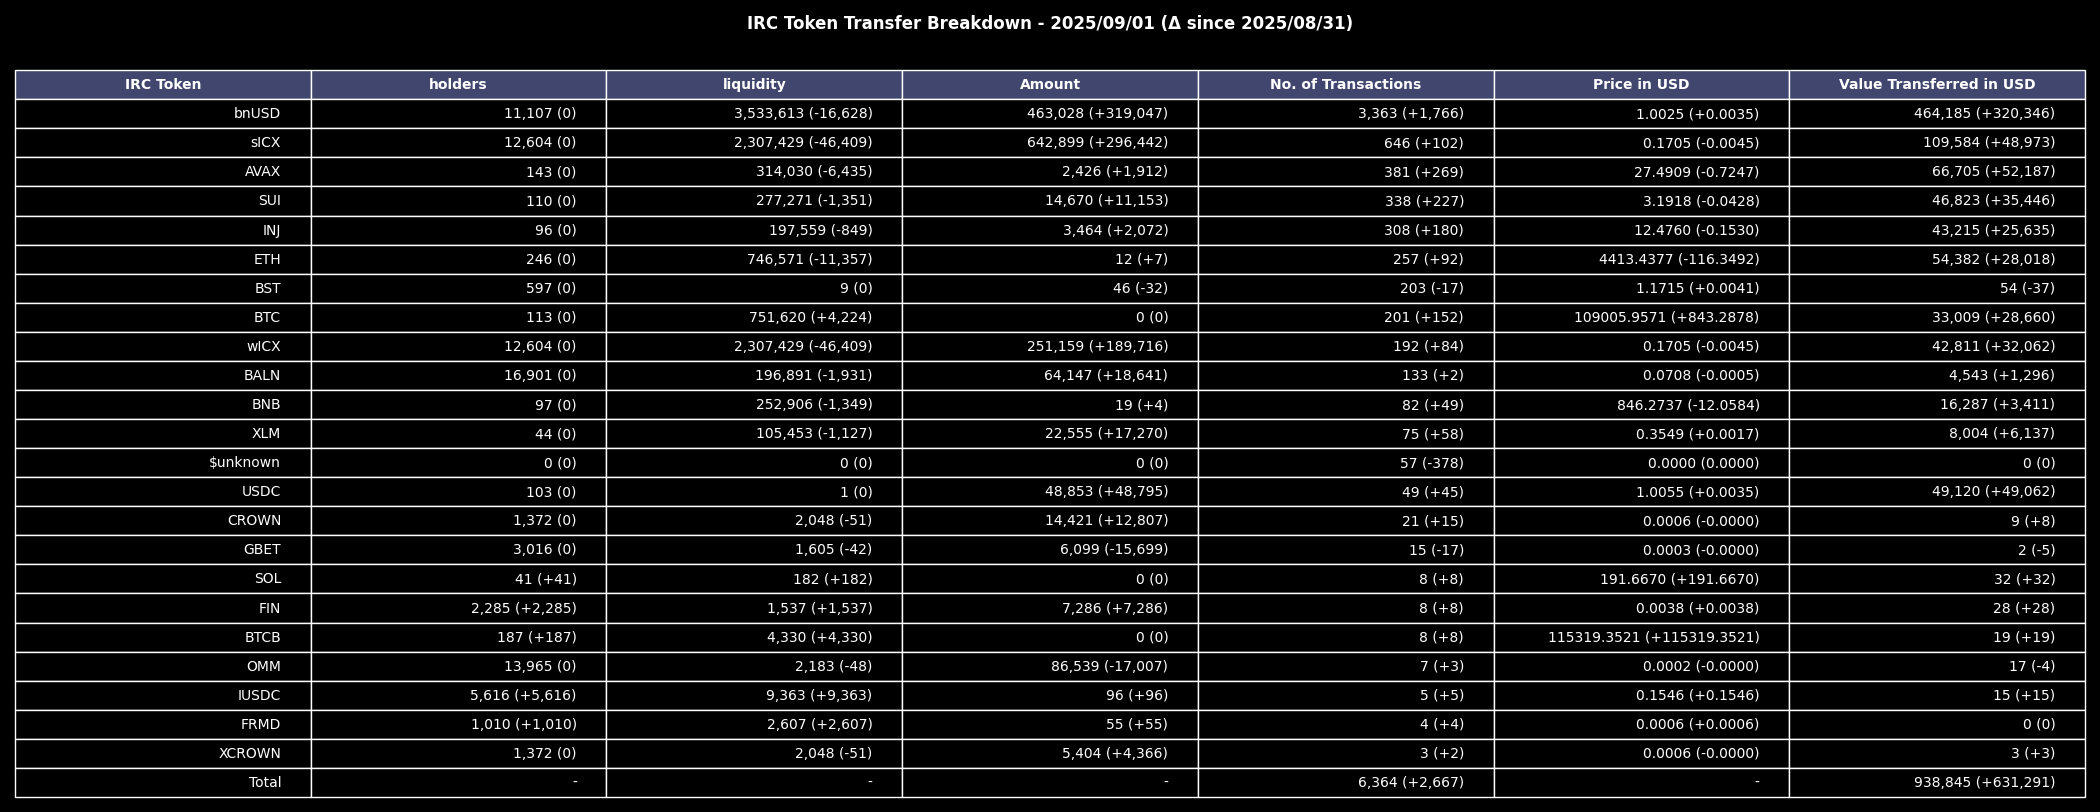 IRC Token Transfer Breakdown - 2025/09/01 (Δ since 2025/08/31)
IRC Token holders liquidity Amount No. of Transactions Price in USD Value Transferred in USD
bnUSD 11,107 (0) 3,533,613 (-16,628) 463,028 (+319,047) 3,363 (+1,766) 1.0025 (+0.0035) 464,185 (+320,346)
sICX 12,604 (0) 2,307,429 (-46,409) 642,899 (+296,442) 646 (+102) 0.1705 (-0.0045) 109,584 (+48,973)
AVAX 143 (0) 314,030 (-6,435) 2,426 (+1,912) 381 (+269) 27.4909 (-0.7247) 66,705 (+52,187)
SUI 110 (0) 277,271 (-1,351) 14,670 (+11,153) 338 (+227) 3.1918 (-0.0428) 46,823 (+35,446)
INJ 96 (0) 197,559 (-849) 3,464 (+2,072) 308 (+180) 12.4760 (-0.1530) 43,215 (+25,635)
ETH 246 (0) 746,571 (-11,357) 12 (+7) 257 (+92) 4413.4377 (-116.3492) 54,382 (+28,018)
BST 597 (0) 9 (0) 46 (-32) 203 (-17) 1.1715 (+0.0041) 54 (-37)
BTC 113 (0) 751,620 (+4,224) 0 (0) 201 (+152) 109005.9571 (+843.2878) 33,009 (+28,660)
wICX 12,604 (0) 2,307,429 (-46,409) 251,159 (+189,716) 192 (+84) 0.1705 (-0.0045) 42,811 (+32,062)
BALN 16,901 (0) 196,891 (-1,931) 64,147 (+18,641) 133 (+2) 0.0708 (-0.0005) 4,543 (+1,296)
BNB 97 (0) 252,906 (-1,349) 19 (+4) 82 (+49) 846.2737 (-12.0584) 16,287 (+3,411)
XLM 44 (0) 105,453 (-1,127) 22,555 (+17,270) 75 (+58) 0.3549 (+0.0017) 8,004 (+6,137)
$unknown 0 (0) 0 (0) 0 (0) 57 (-378) 0.0000 (0.0000) 0 (0)
USDC 103 (0) 1 (0) 48,853 (+48,795) 49 (+45) 1.0055 (+0.0035) 49,120 (+49,062)
CROWN 1,372 (0) 2,048 (-51) 14,421 (+12,807) 21 (+15) 0.0006 (-0.0000) 9 (+8)
GBET 3,016 (0) 1,605 (-42) 6,099 (-15,699) 15 (-17) 0.0003 (-0.0000) 2 (-5)
SOL 41 (+41) 182 (+182) 0 (0) 8 (+8) 191.6670 (+191.6670) 32 (+32)
FIN 2,285 (+2,285) 1,537 (+1,537) 7,286 (+7,286) 8 (+8) 0.0038 (+0.0038) 28 (+28)
BTCB 187 (+187) 4,330 (+4,330) 0 (0) 8 (+8) 115319.3521 (+115319.3521) 19 (+19)
OMM 13,965 (0) 2,183 (-48) 86,539 (-17,007) 7 (+3) 0.0002 (-0.0000) 17 (-4)
IUSDC 5,616 (+5,616) 9,363 (+9,363) 96 (+96) 5 (+5) 0.1546 (+0.1546) 15 (+15)
FRMD 1,010 (+1,010) 2,607 (+2,607) 55 (+55) 4 (+4) 0.0006 (+0.0006) 0 (0)
XCROWN 1,372 (0) 2,048 (-51) 5,404 (+4,366) 3 (+2) 0.0006 (-0.0000) 3 (+3)
Total - - - 6,364 (+2,667) - 938,845 (+631,291)